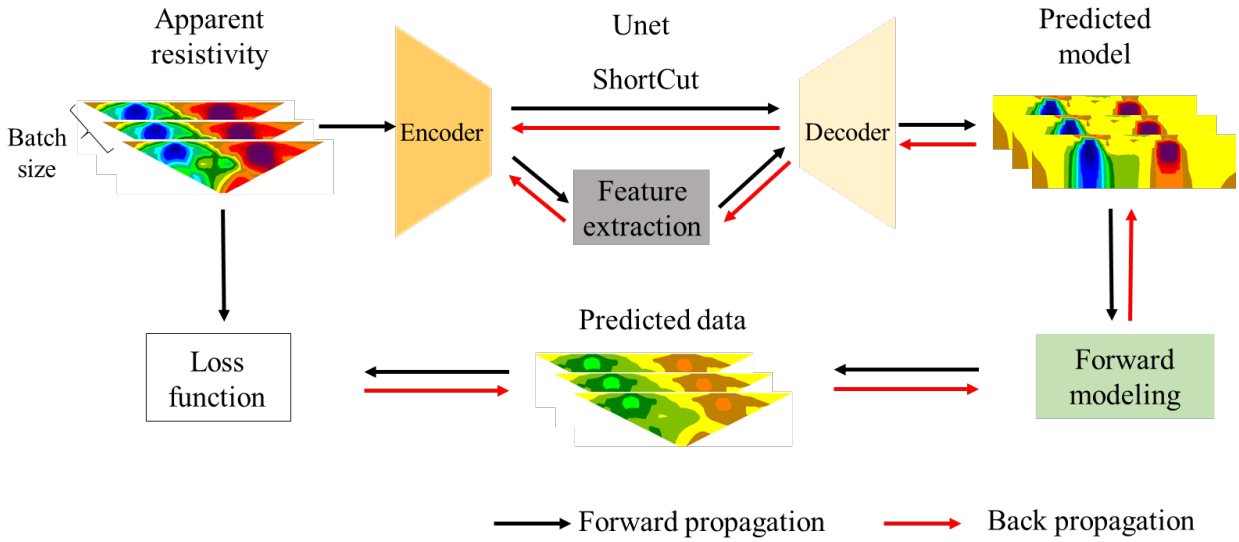 Apparent
resistivity
Unet
ShortCut
Predicted
model
Batch
size
Encoder
Decoder
Feature
extraction
Predicted data
Loss
function
Forward
modeling
Forward propagation
Back propagation